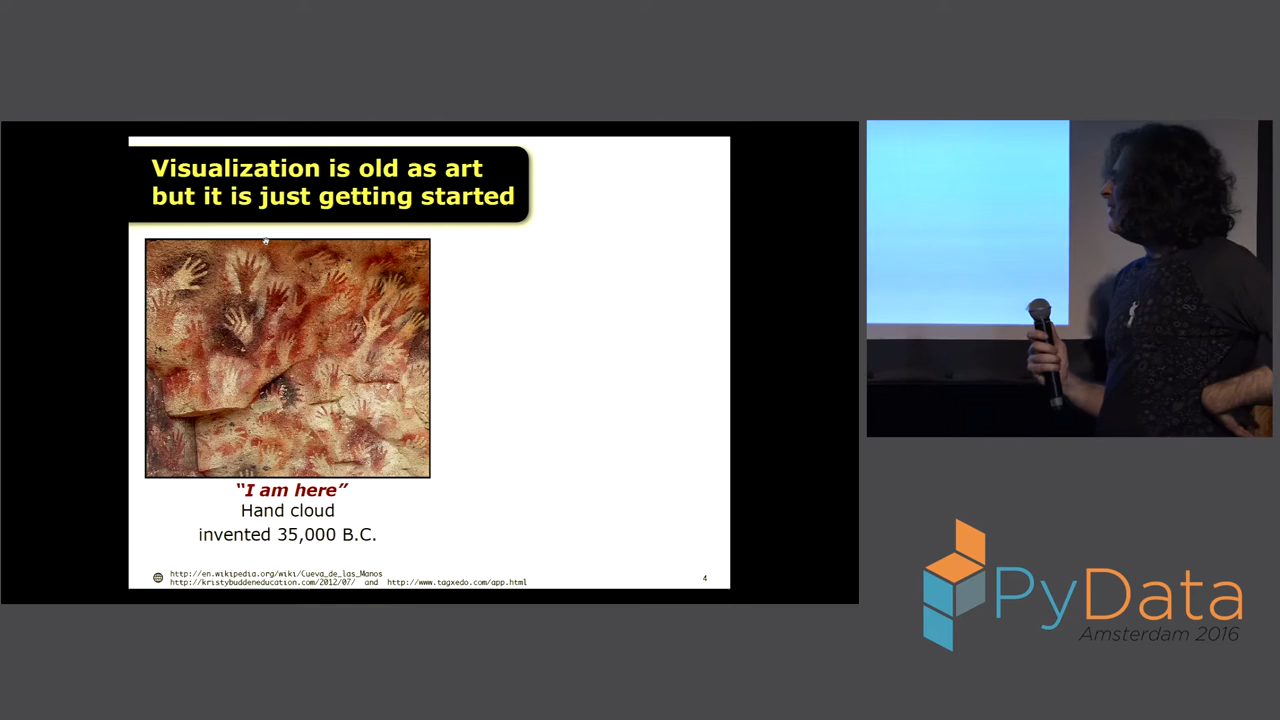 Visualization is old as art
but it is just getting started
“I am here”
Hand cloud
invented 35,000 B.C.
http://en.wikipedia.org/wiki/Cueva_de_las_Manos
http://kristybuddeneducation.com/2012/07/ and http://www.tagxedo.com/app.html
4
PyData
Amsterdam 2016